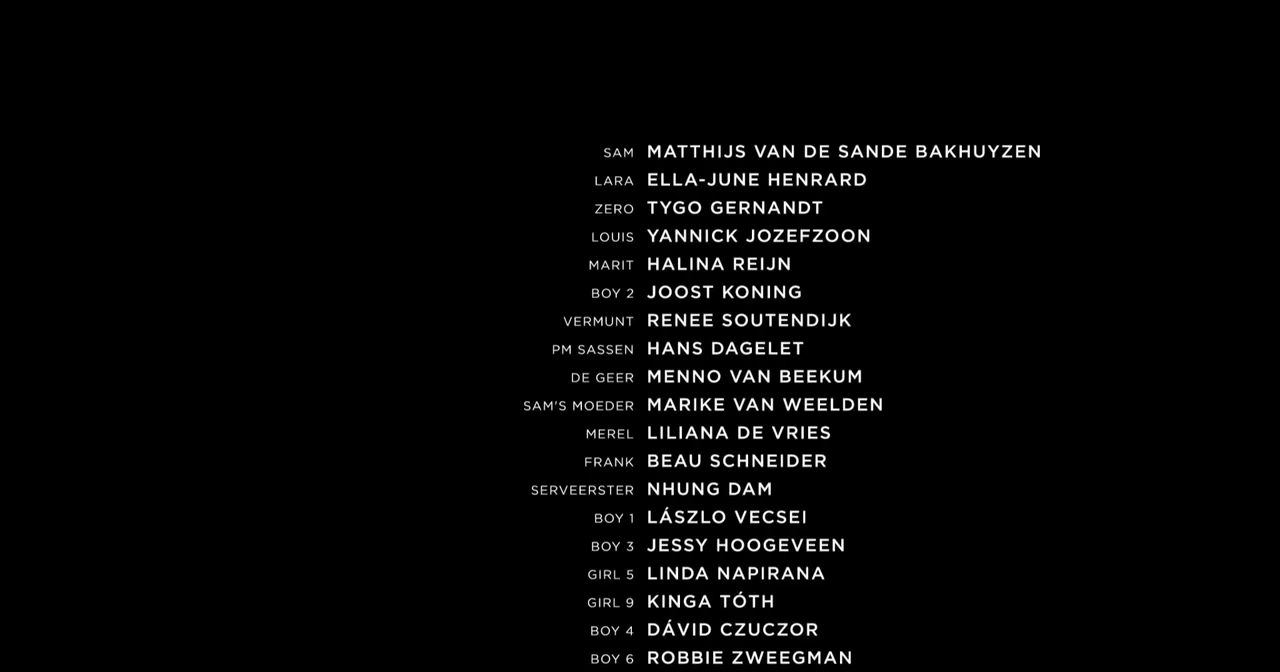 SAM MATTHIJS VAN DE SANDE BAKHUYZEN
LARA ELLA-JUNE HENRARD
ZERO TYGO GERNANDT
LOUIS YANNICK JOZEFZOON
MARIT HALINA REIJN
BOY 2 JOOST KONING
VERMUNT RENEE SOUTENDIJK
PM SASSEN HANS DAGELET
DE GEER MENNO VAN BEEKUM
SAM'S MOEDER MARIKE VAN WEELDEN
MEREL LILIANA DE VRIES
FRANK BEAU SCHNEIDER
SERVEERSTER NHUNG DAM
BOY 1 LÁSZLO VECSEI
BOY 3 JESSY HOOGEVEEN
GIRL 5 LINDA NAPIRANA
GIRL 9 KINGA TÓTH
BOY 4 DÁVID CZUCZOR
BOY 6 ROBBIE ZWEEGMAN